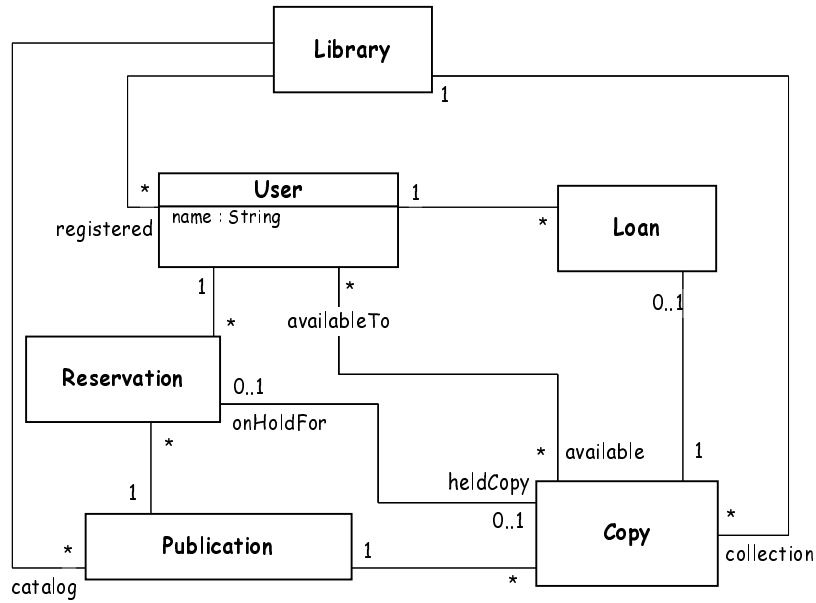 Library
1
*
User
1
registered
name : String
*
Loan
1
*
0..1
*
availableTo
Reservation
0..1
onHoldFor
*
*
available
1
heldCopy
1
0..1
*
Copy
Publication
1
*
*
collection
catalog